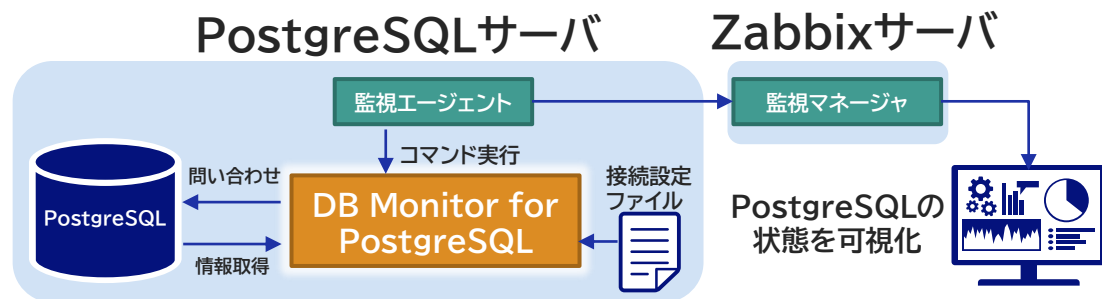 PostgreSQLサーバ
Zabbixサーバ
監視エージェント
監視マネージャ
コマンド実行
問い合わせ
接続設定
ファイル
PostgreSQL
DB Monitor for
PostgreSQL
情報取得
PostgreSQLの
状態を可視化